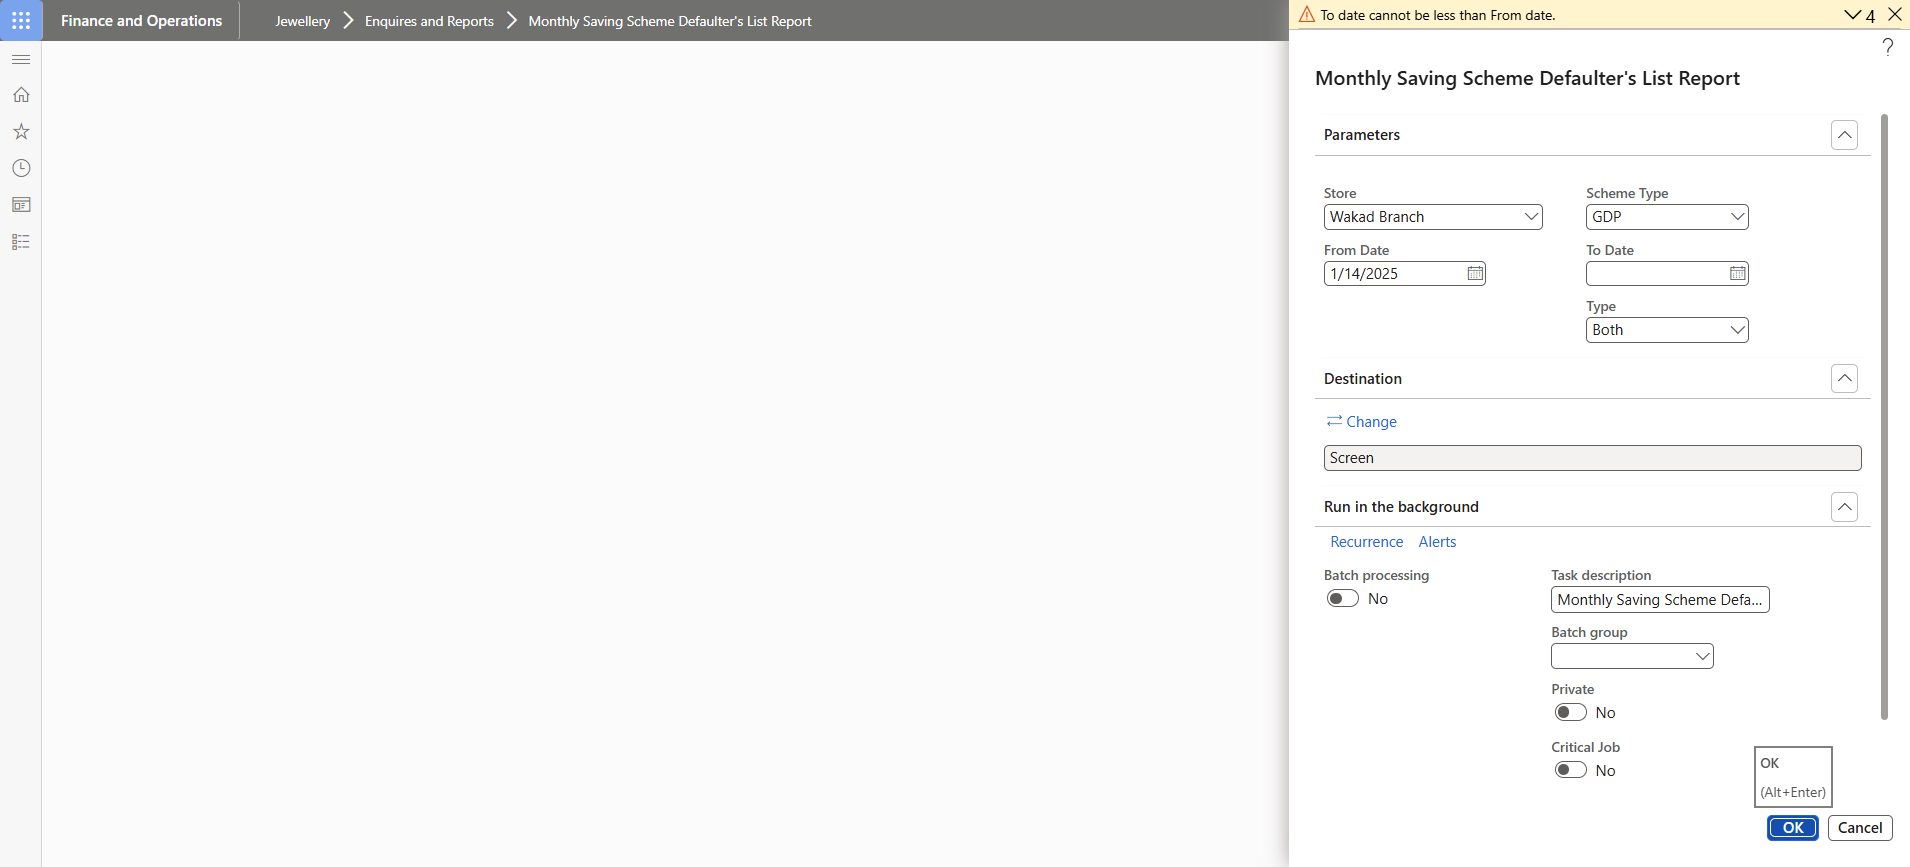 Finance and Operations
Jewellery
Enquires and Reports
Monthly Saving Scheme Defaulter's List Report
To date cannot be less than From date.
4
?
Monthly Saving Scheme Defaulter's List Report
Parameters
Store
Scheme Type
Wakad Branch
GDP
From Date
To Date
1/14/2025
Type
Both
Destination
Change
Screen
Run in the background
Recurrence
Alerts
Batch processing
Task description
No
Monthly Saving Scheme Defa...
Batch group
Private
No
Critical Job
No
OK
(Alt+Enter)
OK
Cancel